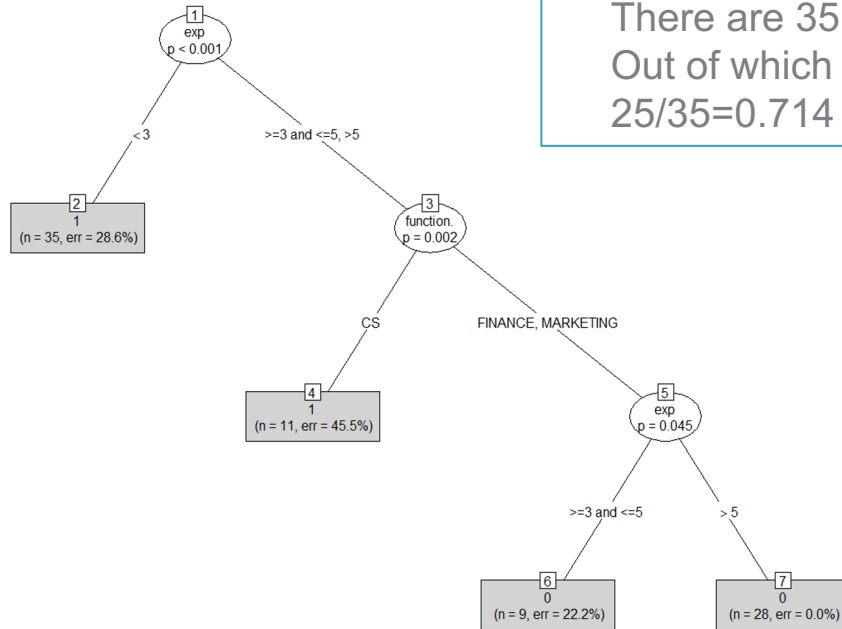 There are 35
Out of which
25/35=0.714
1
exp
p < 0.001
< 3
>=3 and <=5, >5
2
1
(n = 35, err = 28.6%)
3
function.
p = 0.002
CS
FINANCE, MARKETING
4
1
(n = 11, err = 45.5%)
5
exp
p = 0.045
>=3 and <=5
> 5
6
0
(n = 9, err = 22.2%)
7
0
(n = 28, err = 0.0%)